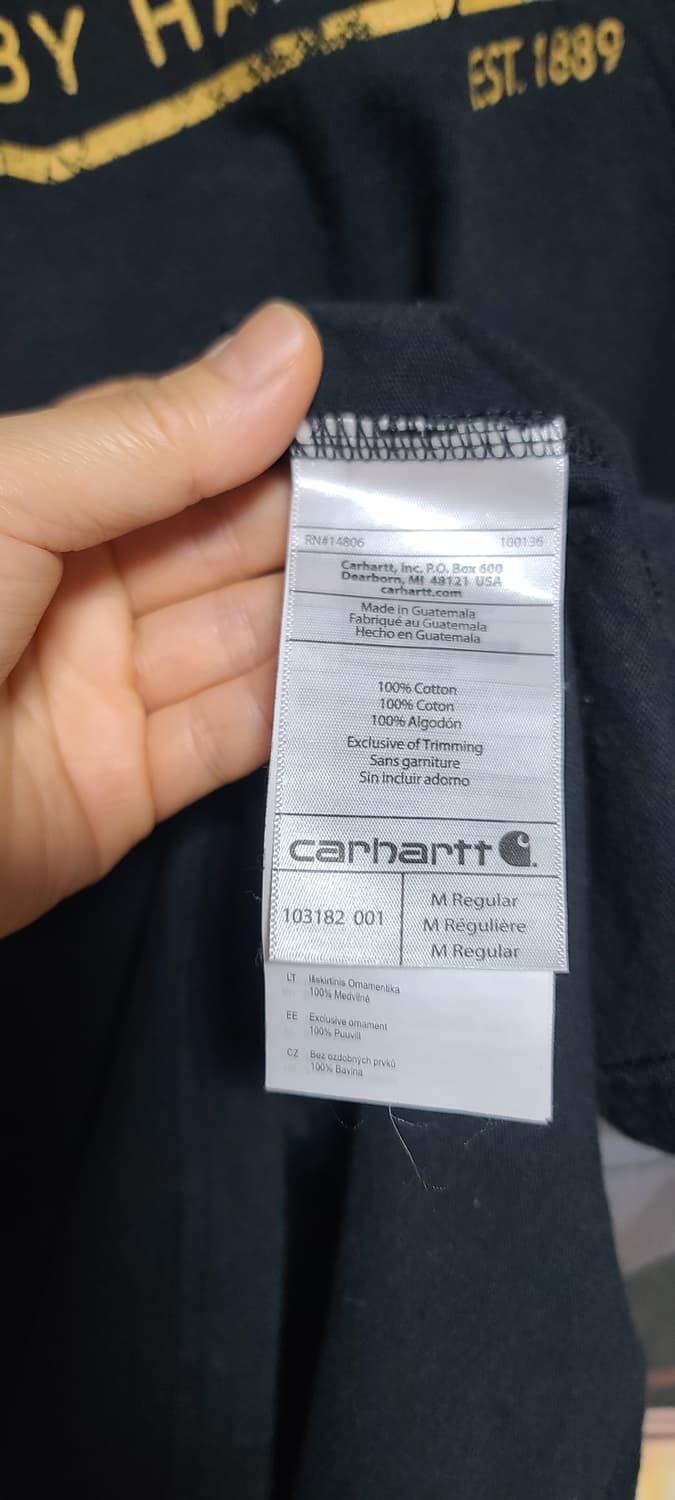 BY HA
EST. 1889
RN#14806 100136
Carhartt, Inc. P.O. Box 600
Dearborn, MI 48121 USA
carhartt.com
Made in Guatemala
Fabriqué au Guatemala
Hecho en Guatemala
100% Cotton
100% Coton
100% Algodón
Exclusive of Trimming
Sans garniture
Sin incluir adorno
carhartt
103182 001
M Regular
M Régulière
M Regular
LT Išskirtinis Ornamentika
100% Medvilnė
EE Exclusive ornament
100% Puuvill
CZ Bez ozdobnych prvků
100% Bavlna